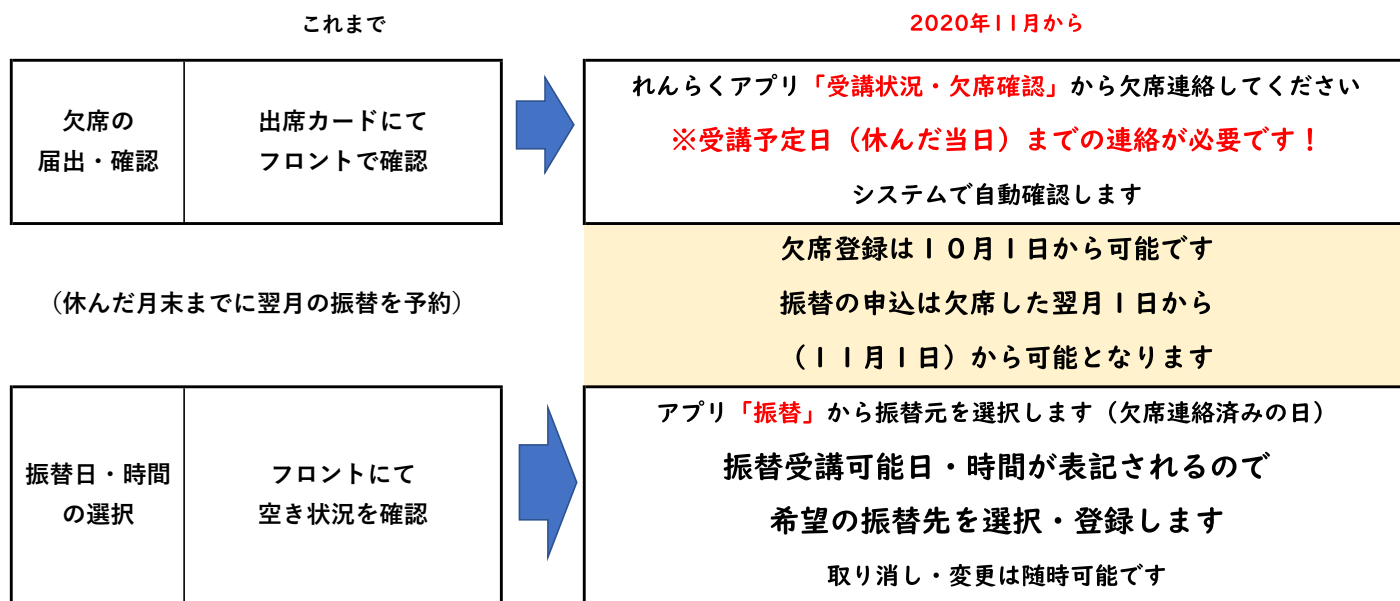 これまで
2020年11月から
欠席の
届出・確認
出席カードにて
フロントで確認
れんらくアプリ「受講状況・欠席確認」から欠席連絡してください
※受講予定日（休んだ当日）までの連絡が必要です！
システムで自動確認します
（休んだ月末までに翌月の振替を予約）
欠席登録は１０月１日から可能です
振替の申込は欠席した翌月１日から
（１１月１日）から可能となります
振替日・時間
の選択
フロントにて
空き状況を確認
アプリ「振替」から振替元を選択します（欠席連絡済みの日）
振替受講可能日・時間が表記されるので
希望の振替先を選択・登録します
取り消し・変更は随時可能です